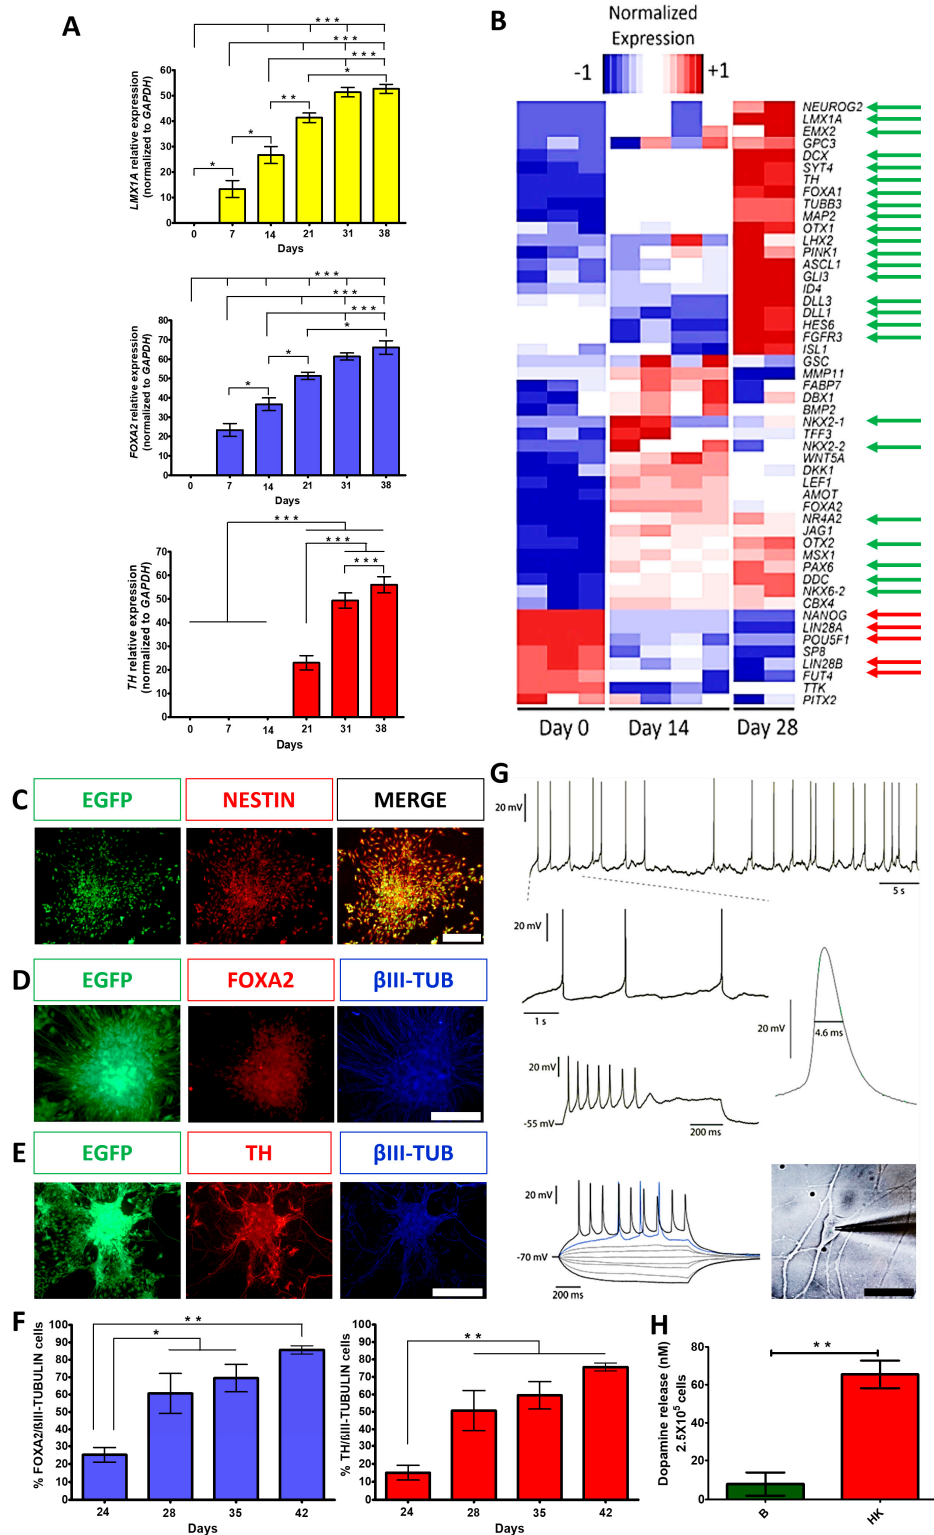 A
* * *
* * *
* * *
*
* *
*
*
LMX1A relative expression
(normalized to GAPDH)
60
50
40
30
20
10
0
0 7 14 21 31 38
Days
* * *
* * *
* * *
*
*
*
FOXA2 relative expression
(normalized to GAPDH)
80
70
60
50
40
30
20
10
0
0 7 14 21 31 38
Days
* * *
* * *
* * *
TH relative expression
(normalized to GAPDH)
70
60
50
40
30
20
10
0
0 7 14 21 31 38
Days
B
Normalized
Expression
-1 +1
NEUROG2
LMX1A
EMX2
GPC3
DCX
SYT4
TH
FOXA1
TUBB3
MAP2
OTX1
LHX2
PINK1
ASCL1
GLI3
ID4
DLL3
DLL1
HES6
FGFR3
ISL1
GSC
MMP11
FABP7
DBX1
BMP2
NKX2-1
TFF3
NKX2-2
WNT5A
DKK1
LEF1
AMOT
FOXA2
NR4A2
JAG1
OTX2
MSX1
PAX6
DDC
NKX6-2
CBX4
NANOG
LIN28A
POU5F1
SP8
LIN28B
FUT4
TTK
PITX2
Day 0 Day 14 Day 28
C
EGFP NESTIN MERGE
D
EGFP FOXA2 βIII-TUB
E
EGFP TH βIII-TUB
F
* *
*
% FOXA2/ßIII-TUBULIN cells
100
90
80
70
60
50
40
30
20
10
0
24 28 35 42
Days
* *
% TH/ßIII-TUBULIN cells
100
90
80
70
60
50
40
30
20
10
0
24 28 35 42
Days
G
20 mV
5 s
20 mV
1 s
20 mV
4.6 ms
20 mV
-55 mV
200 ms
20 mV
-70 mV
200 ms
H
* *
Dopamine release (nM)
2.5X10⁵ cells
80
60
40
20
0
B HK